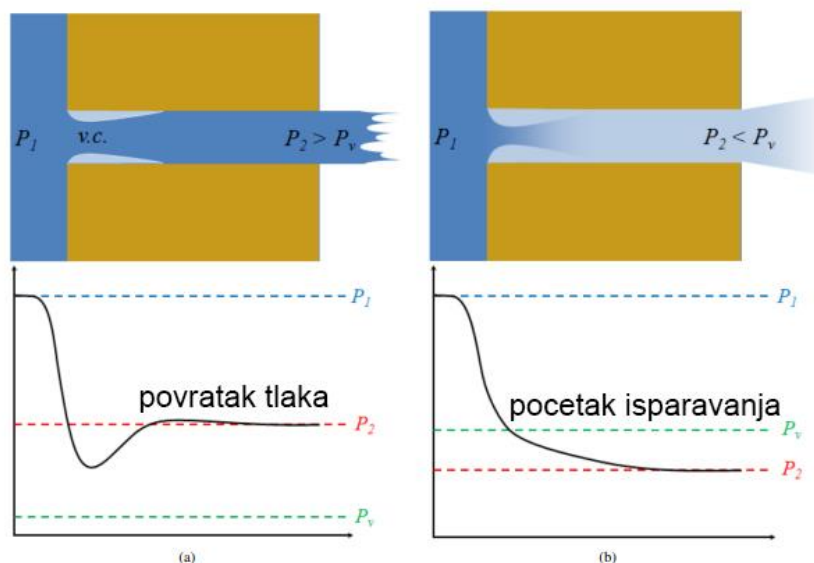 P₁
v.c.
P₂ > Pᵥ
P₁
P₂ < Pᵥ
P₁
povratak tlaka
P₂
Pᵥ
(a)
P₁
pocetak isparavanja
Pᵥ
P₂
(b)